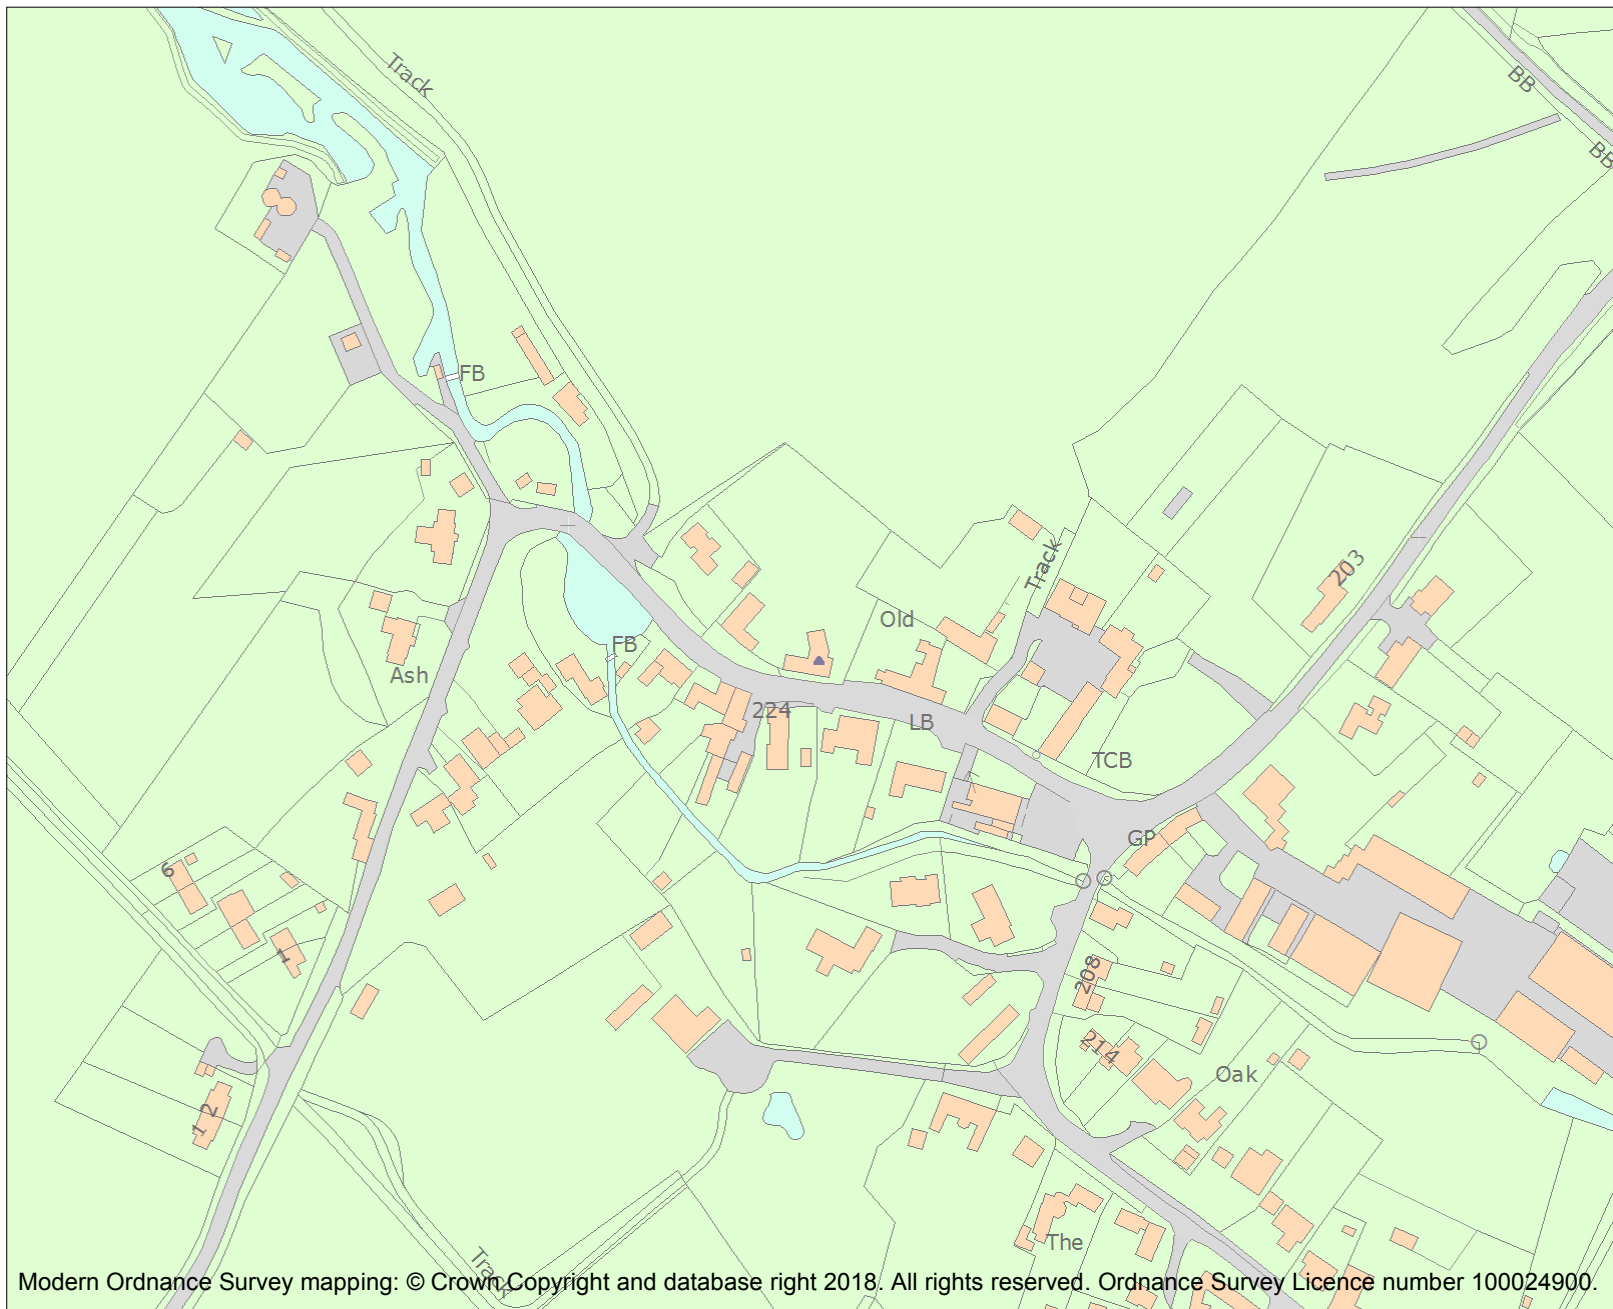 Track
BB
BB
FB
203
Track
Old
FB
Ash
224
LB
TCB
GP
6
1
208
214
Oak
2
1
The
Track
Modern Ordnance Survey mapping: © Crown Copyright and database right 2018. All rights reserved. Ordnance Survey Licence number 100024900.